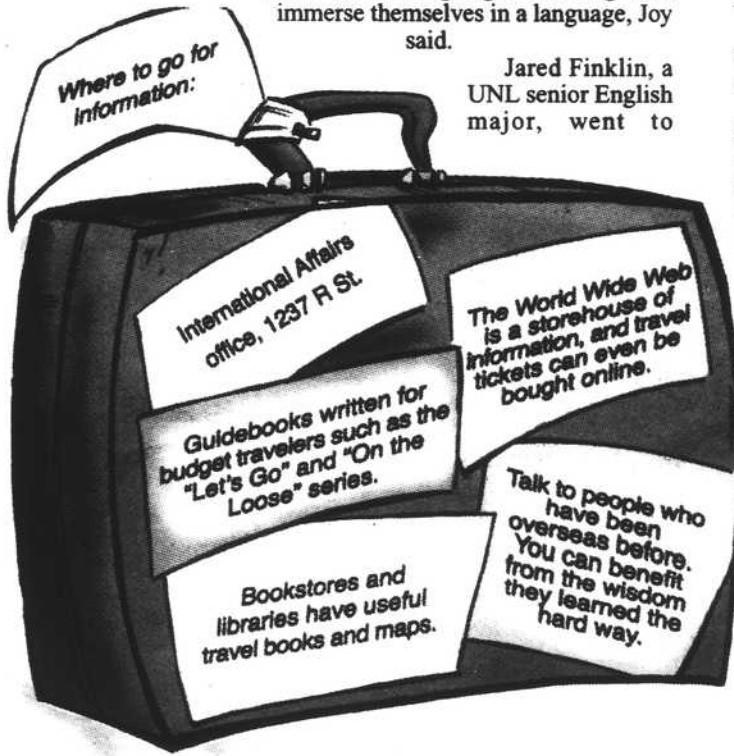 immerse themselves in a language, Joy
said.
Jared Finklin, a
UNL senior English
major, went to
Where to go for
information:
International Affairs
office, 1237 R St.
The World Wide Web
is a storehouse of
information, and travel
tickets can even be
bought online.
Guidebooks written for
budget travelers such as the
"Let's Go" and "On the
Loose" series.
Talk to people who
have been
overseas before.
You can benefit
from the wisdom
they learned the
hard way.
Bookstores and
libraries have useful
travel books and maps.